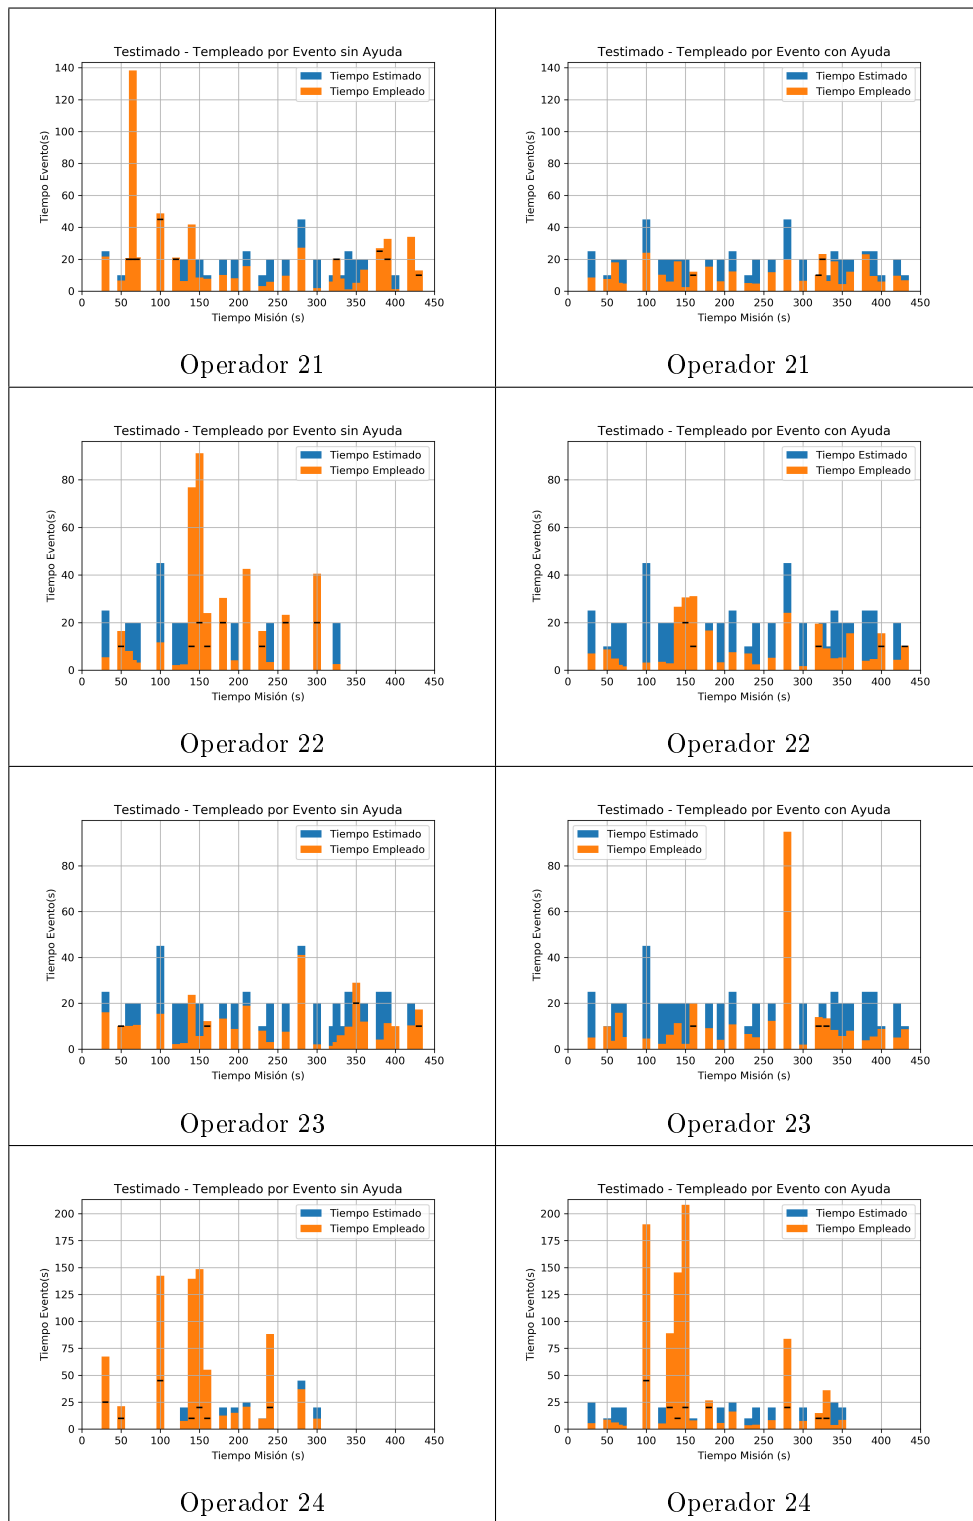 Testimado - Templeado por Evento sin Ayuda
Tiempo Evento(s)
140
120
100
80
60
40
20
0
Tiempo Estimado
Tiempo Empleado
0 50 100 150 200 250 300 350 400 450
Tiempo Misión (s)
Operador 21
Testimado - Templeado por Evento con Ayuda
Tiempo Evento(s)
140
120
100
80
60
40
20
0
Tiempo Estimado
Tiempo Empleado
0 50 100 150 200 250 300 350 400 450
Tiempo Misión (s)
Operador 21
Testimado - Templeado por Evento sin Ayuda
Tiempo Evento(s)
80
60
40
20
0
Tiempo Estimado
Tiempo Empleado
0 50 100 150 200 250 300 350 400 450
Tiempo Misión (s)
Operador 22
Testimado - Templeado por Evento con Ayuda
Tiempo Evento(s)
80
60
40
20
0
Tiempo Estimado
Tiempo Empleado
0 50 100 150 200 250 300 350 400 450
Tiempo Misión (s)
Operador 22
Testimado - Templeado por Evento sin Ayuda
Tiempo Evento(s)
80
60
40
20
0
Tiempo Estimado
Tiempo Empleado
0 50 100 150 200 250 300 350 400 450
Tiempo Misión (s)
Operador 23
Testimado - Templeado por Evento con Ayuda
Tiempo Evento(s)
80
60
40
20
0
Tiempo Estimado
Tiempo Empleado
0 50 100 150 200 250 300 350 400 450
Tiempo Misión (s)
Operador 23
Testimado - Templeado por Evento sin Ayuda
Tiempo Evento(s)
200
175
150
125
100
75
50
25
0
Tiempo Estimado
Tiempo Empleado
0 50 100 150 200 250 300 350 400 450
Tiempo Misión (s)
Operador 24
Testimado - Templeado por Evento con Ayuda
Tiempo Evento(s)
200
175
150
125
100
75
50
25
0
Tiempo Estimado
Tiempo Empleado
0 50 100 150 200 250 300 350 400 450
Tiempo Misión (s)
Operador 24